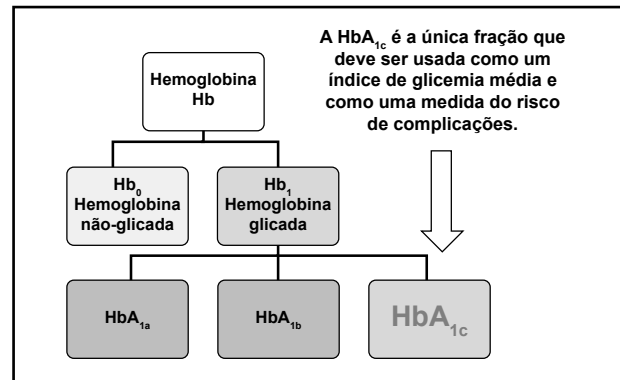 A HbA1c é a única fração que
deve ser usada como um
índice de glicemia média e
como uma medida do risco
de complicações.
Hemoglobina
Hb
Hb0
Hemoglobina
não-glicada
Hb1
Hemoglobina
glicada
HbA1a
HbA1b
HbA1c